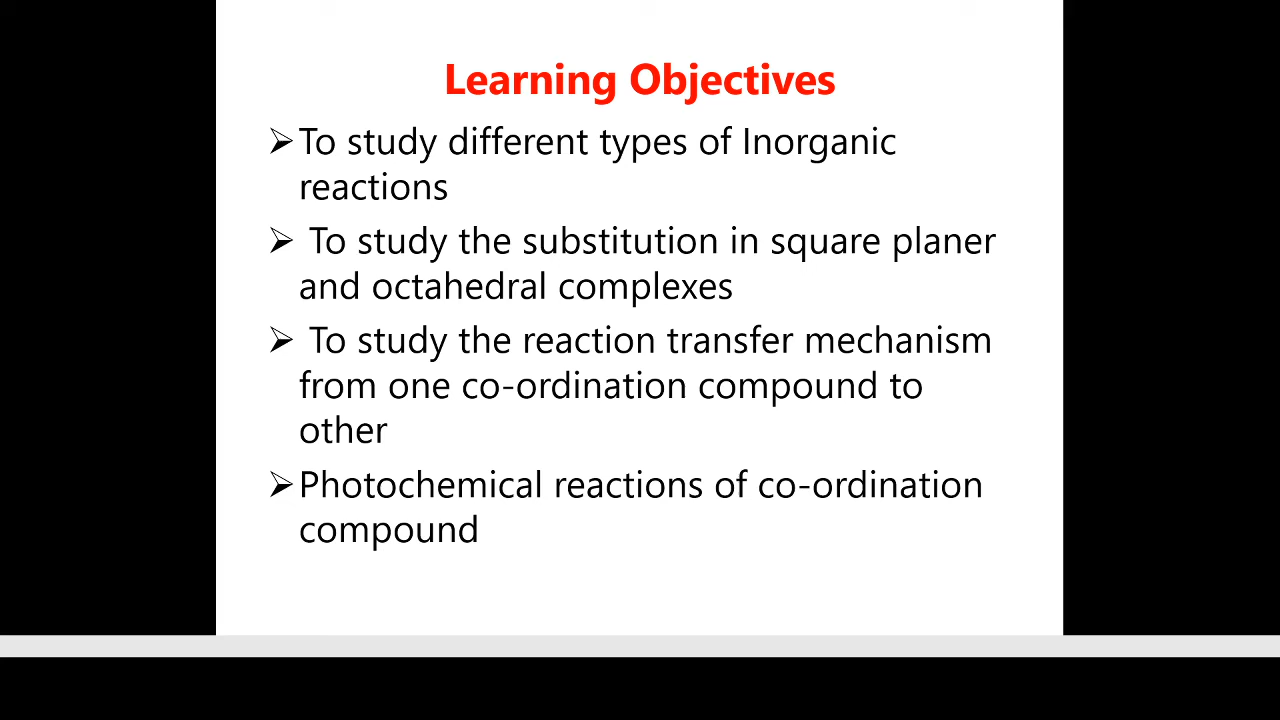 Learning Objectives
➢To study different types of Inorganic
reactions
➢ To study the substitution in square planer
and octahedral complexes
➢ To study the reaction transfer mechanism
from one co-ordination compound to
other
➢Photochemical reactions of co-ordination
compound